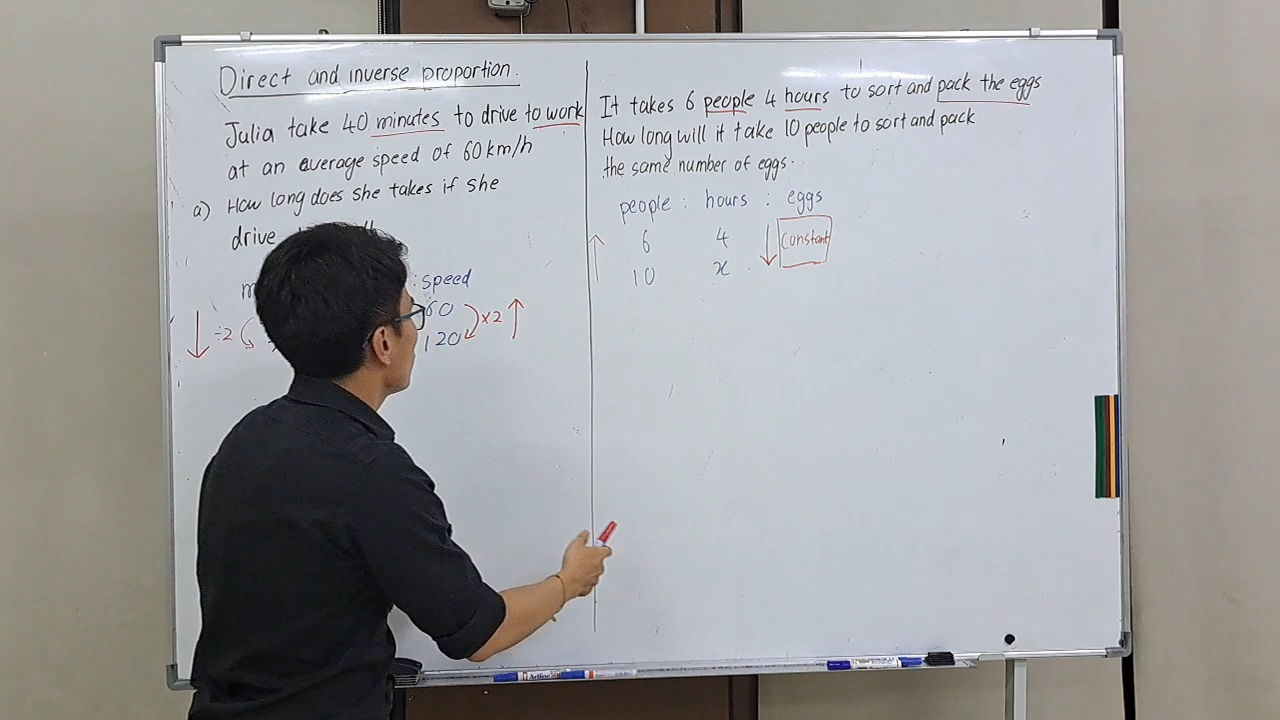 Direct and inverse proportion.
Julia take 40 minutes to drive to work
at an average speed of 60km/h
a) How long does she takes if she
drive
: speed
60
÷2
×2
120
It takes 6 people 4 hours to sort and pack the eggs
How long will it take 10 people to sort and pack
the same number of eggs.
people : hours : eggs
6 4 constant
10 x
Artline